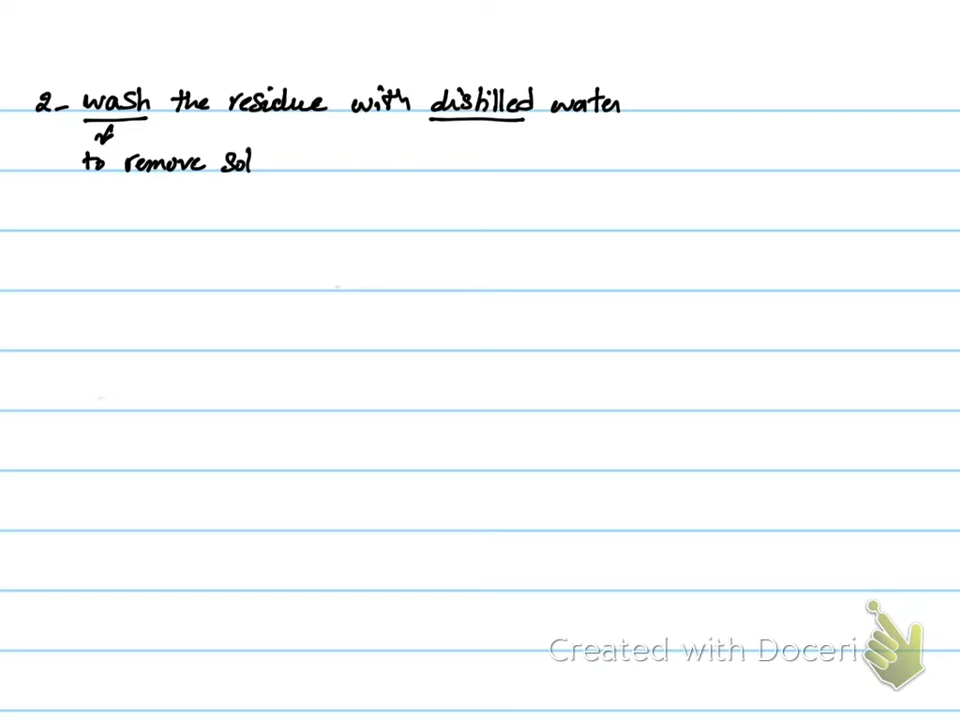 2- wash the residue with distilled water
to remove sol
Created with Doceri